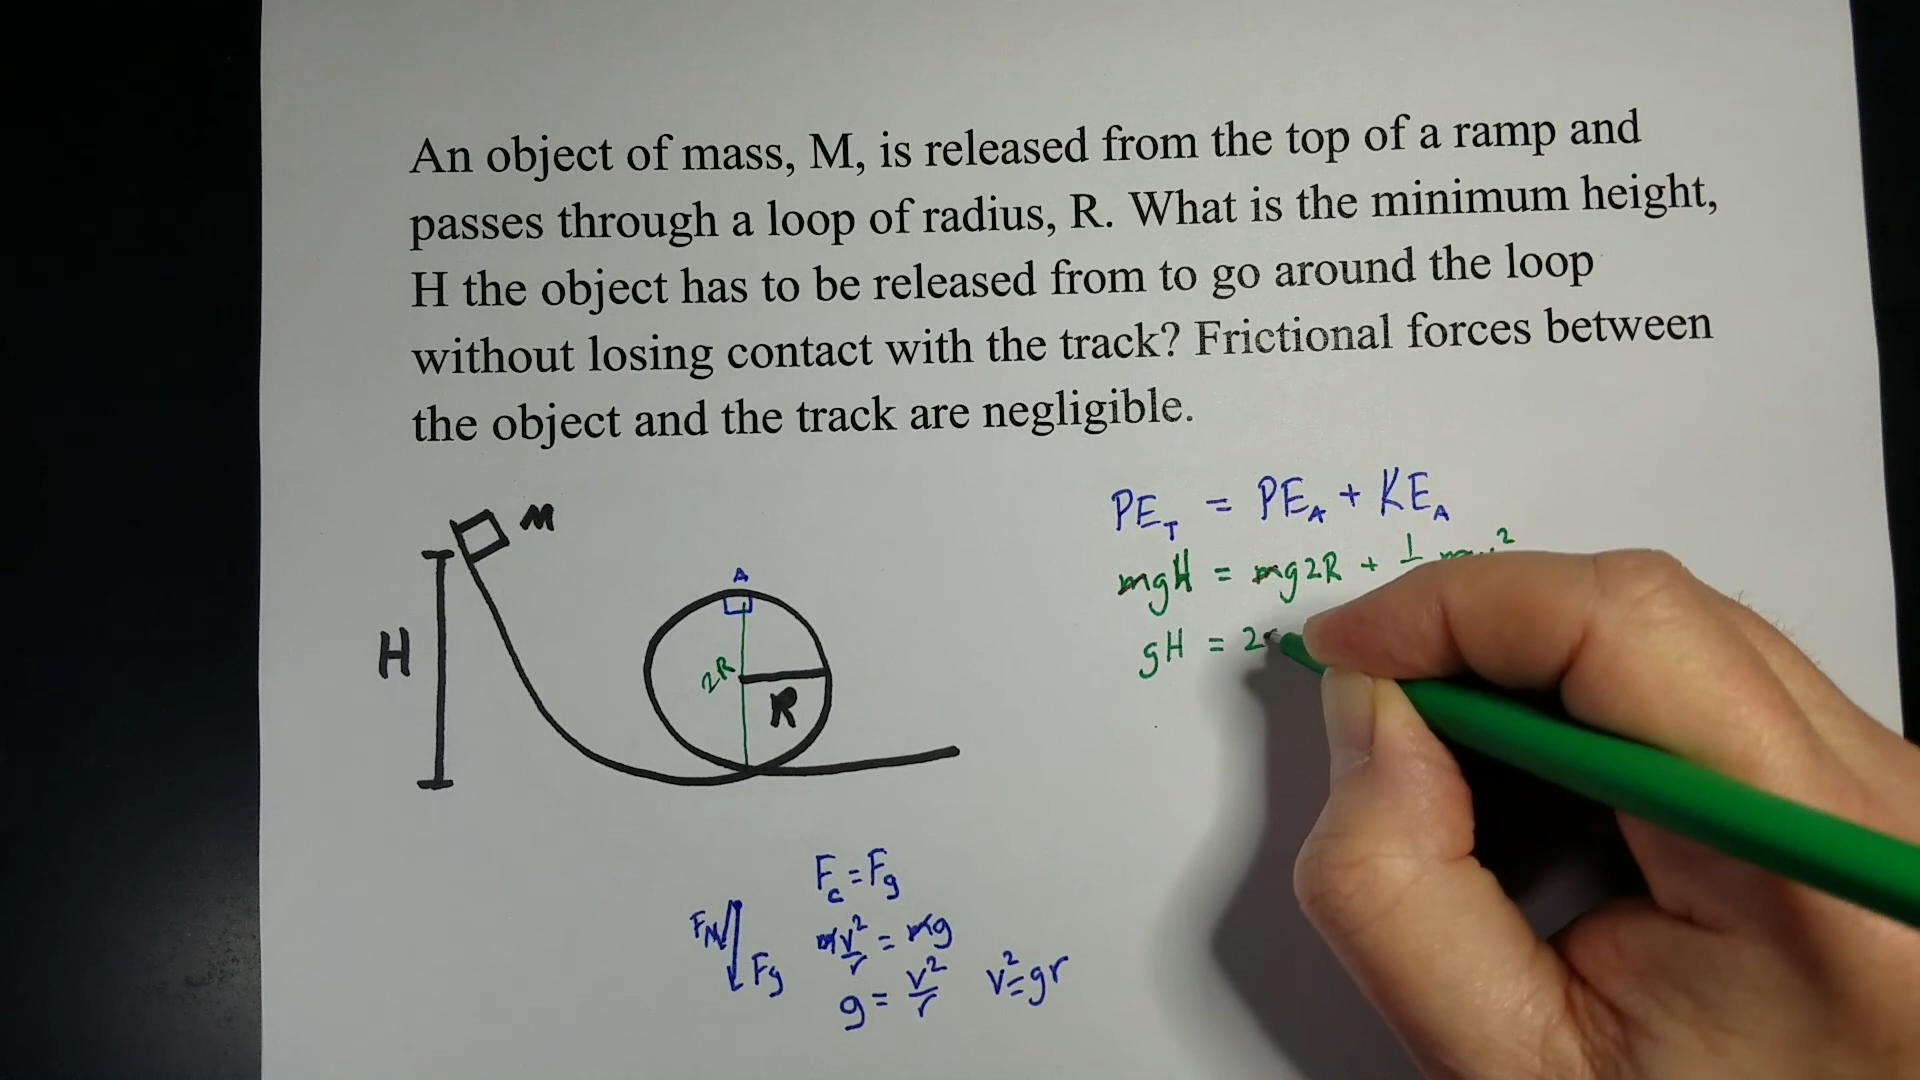 An object of mass, M, is released from the top of a ramp and
passes through a loop of radius, R. What is the minimum height,
H the object has to be released from to go around the loop
without losing contact with the track? Frictional forces between
the object and the track are negligible.
PE_T = PE_A + KE_A
mgH = mg2R + 1
gH = 2
M
A
H
2R
R
F_c = F_g
F_N
F_g
mv²/r = mg
g = v²/r
v² = gr